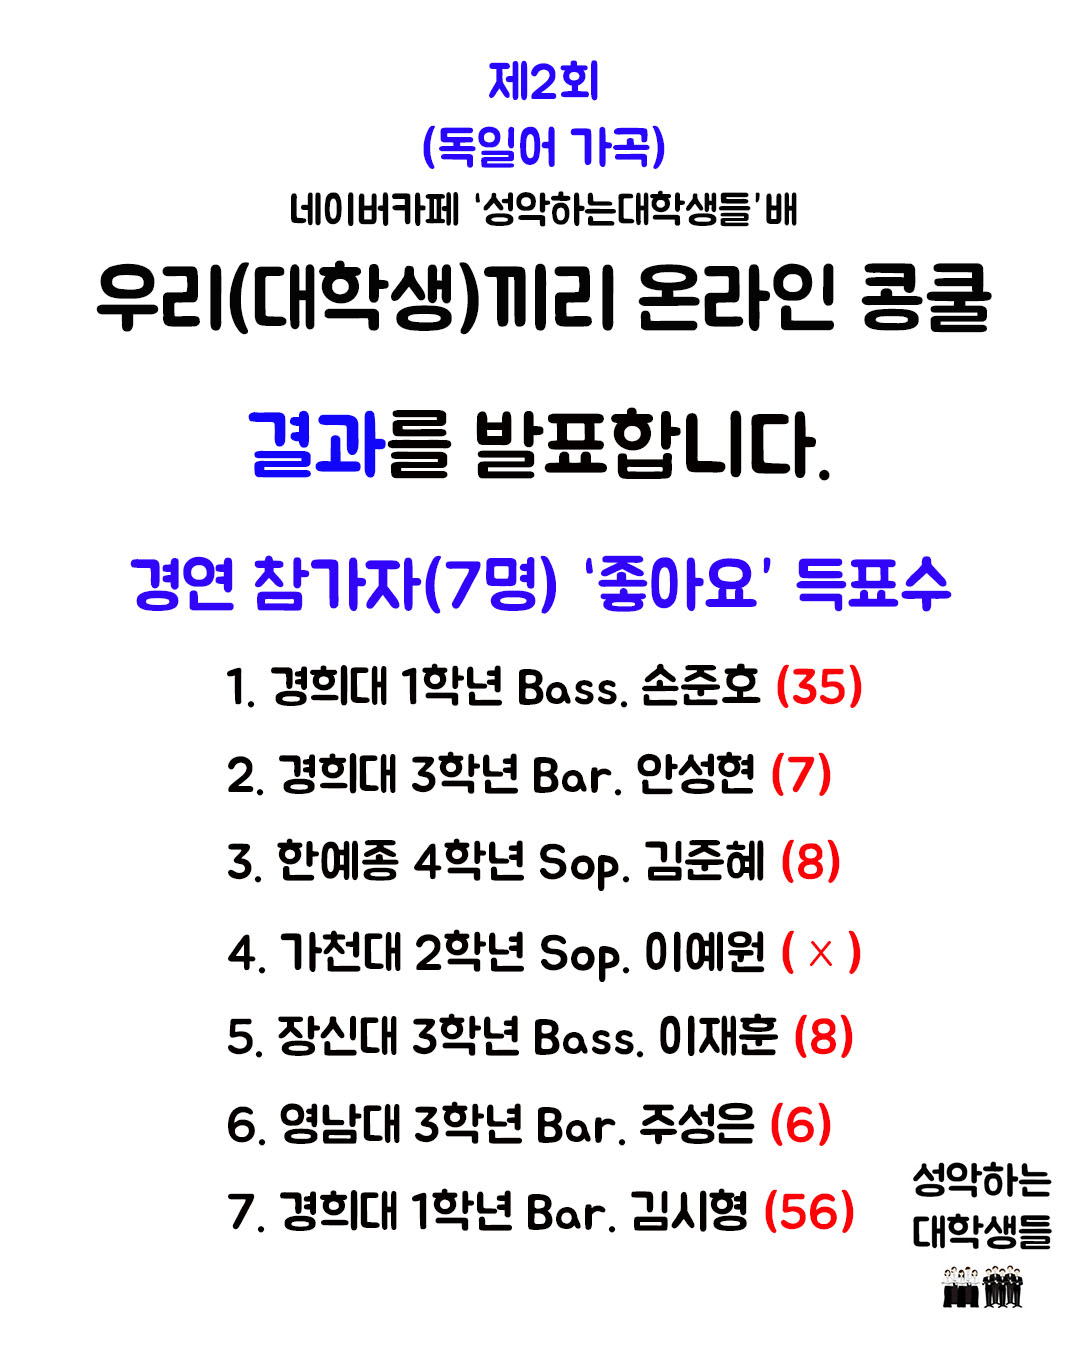 제2회
(독일어 가곡)
네이버카페 ‘성악하는대학생들’배
우리(대학생)끼리 온라인 콩쿨
결과를 발표합니다.
경연 참가자(7명) ‘좋아요’ 득표수
1. 경희대 1학년 Bass. 손준호 (35)
2. 경희대 3학년 Bar. 안성현 (7)
3. 한예종 4학년 Sop. 김준혜 (8)
4. 가천대 2학년 Sop. 이예원 ( × )
5. 장신대 3학년 Bass. 이재훈 (8)
6. 영남대 3학년 Bar. 주성은 (6)
7. 경희대 1학년 Bar. 김시형 (56)
성악하는
대학생들